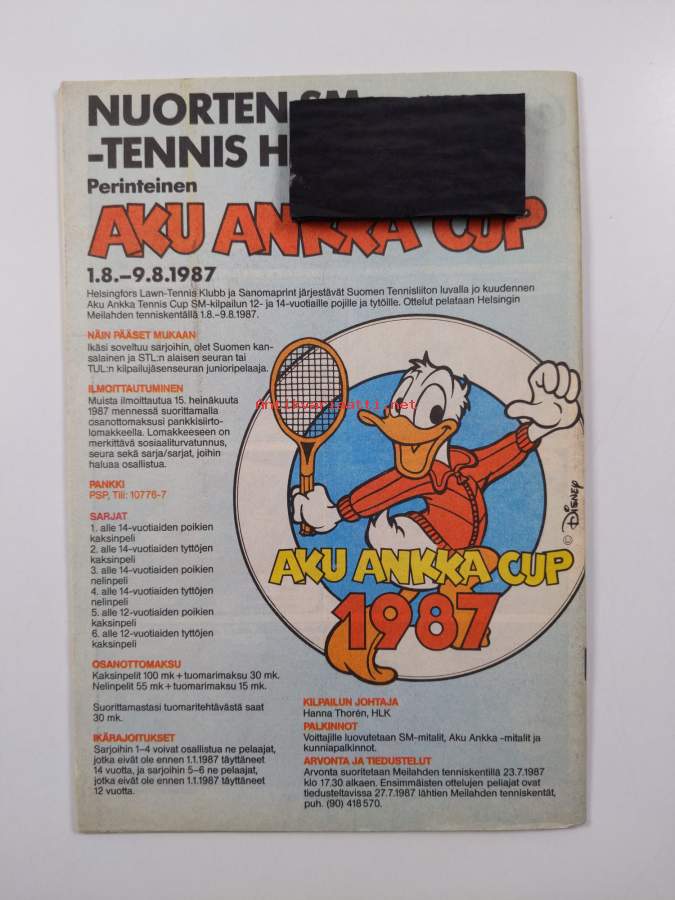 NUORTEN SM-
-TENNIS
Perinteinen
AKU ANKKA CUP
1.8.–9.8.1987
Helsingfors Lawn-Tennis Klubb ja Sanomaprint järjestävät Suomen Tennisliiton luvalla jo kuudennen
Aku Ankka Tennis Cup SM-kilpailun 12- ja 14-vuotiaille pojille ja tytöille. Ottelut pelataan Helsingin
Meilahden tenniskentällä 1.8.–9.8.1987.
NÄIN PÄÄSET MUKAAN
Ikäsi soveltuu sarjoihin, olet Suomen kan-
salainen ja STL:n alaisen seuran tai
TUL:n kilpailujäsenseuran junioripelaaja.
ILMOITTAUTUMINEN
Muista ilmoittautua 15. heinäkuuta
1987 mennessä suorittamalla
osanottomaksusi pankkisiirto-
lomakkeella. Lomakkeeseen on
merkittävä sosiaaliturvatunnus,
seura sekä sarja/sarjat, joihin
haluaa osallistua.
PANKKI
PSP, Tili: 10776-7
SARJAT
1. alle 14-vuotiaiden poikien
kaksinpeli
2. alle 14-vuotiaiden tyttöjen
kaksinpeli
3. alle 14-vuotiaiden poikien
nelinpeli
4. alle 14-vuotiaiden tyttöjen
nelinpeli
5. alle 12-vuotiaiden poikien
kaksinpeli
6. alle 12-vuotiaiden tyttöjen
kaksinpeli
OSANOTTOMAKSU
Kaksinpelit 100 mk + tuomarimaksu 30 mk.
Nelinpelit 55 mk + tuomarimaksu 15 mk.
Suorittamastasi tuomaritehtävästä saat
30 mk.
IKÄRAJOITUKSET
Sarjoihin 1–4 voivat osallistua ne pelaajat,
jotka eivät ole ennen 1.1.1987 täyttäneet
14 vuotta, ja sarjoihin 5–6 ne pelaajat,
jotka eivät ole ennen 1.1.1987 täyttäneet
12 vuotta.
Antikvariaatti.net
© Disney
AKU ANKKA CUP
1987
KILPAILUN JOHTAJA
Hanna Thorén, HLK
PALKINNOT
Voittajille luovutetaan SM-mitalit, Aku Ankka -mitalit ja
kunniapalkinnot.
ARVONTA JA TIEDUSTELUT
Arvonta suoritetaan Meilahden tenniskentillä 23.7.1987
klo 17.30 alkaen. Ensimmäisten ottelujen peliajat ovat
tiedusteltavissa 27.7.1987 lähtien Meilahden tenniskentät,
puh. (90) 418 570.